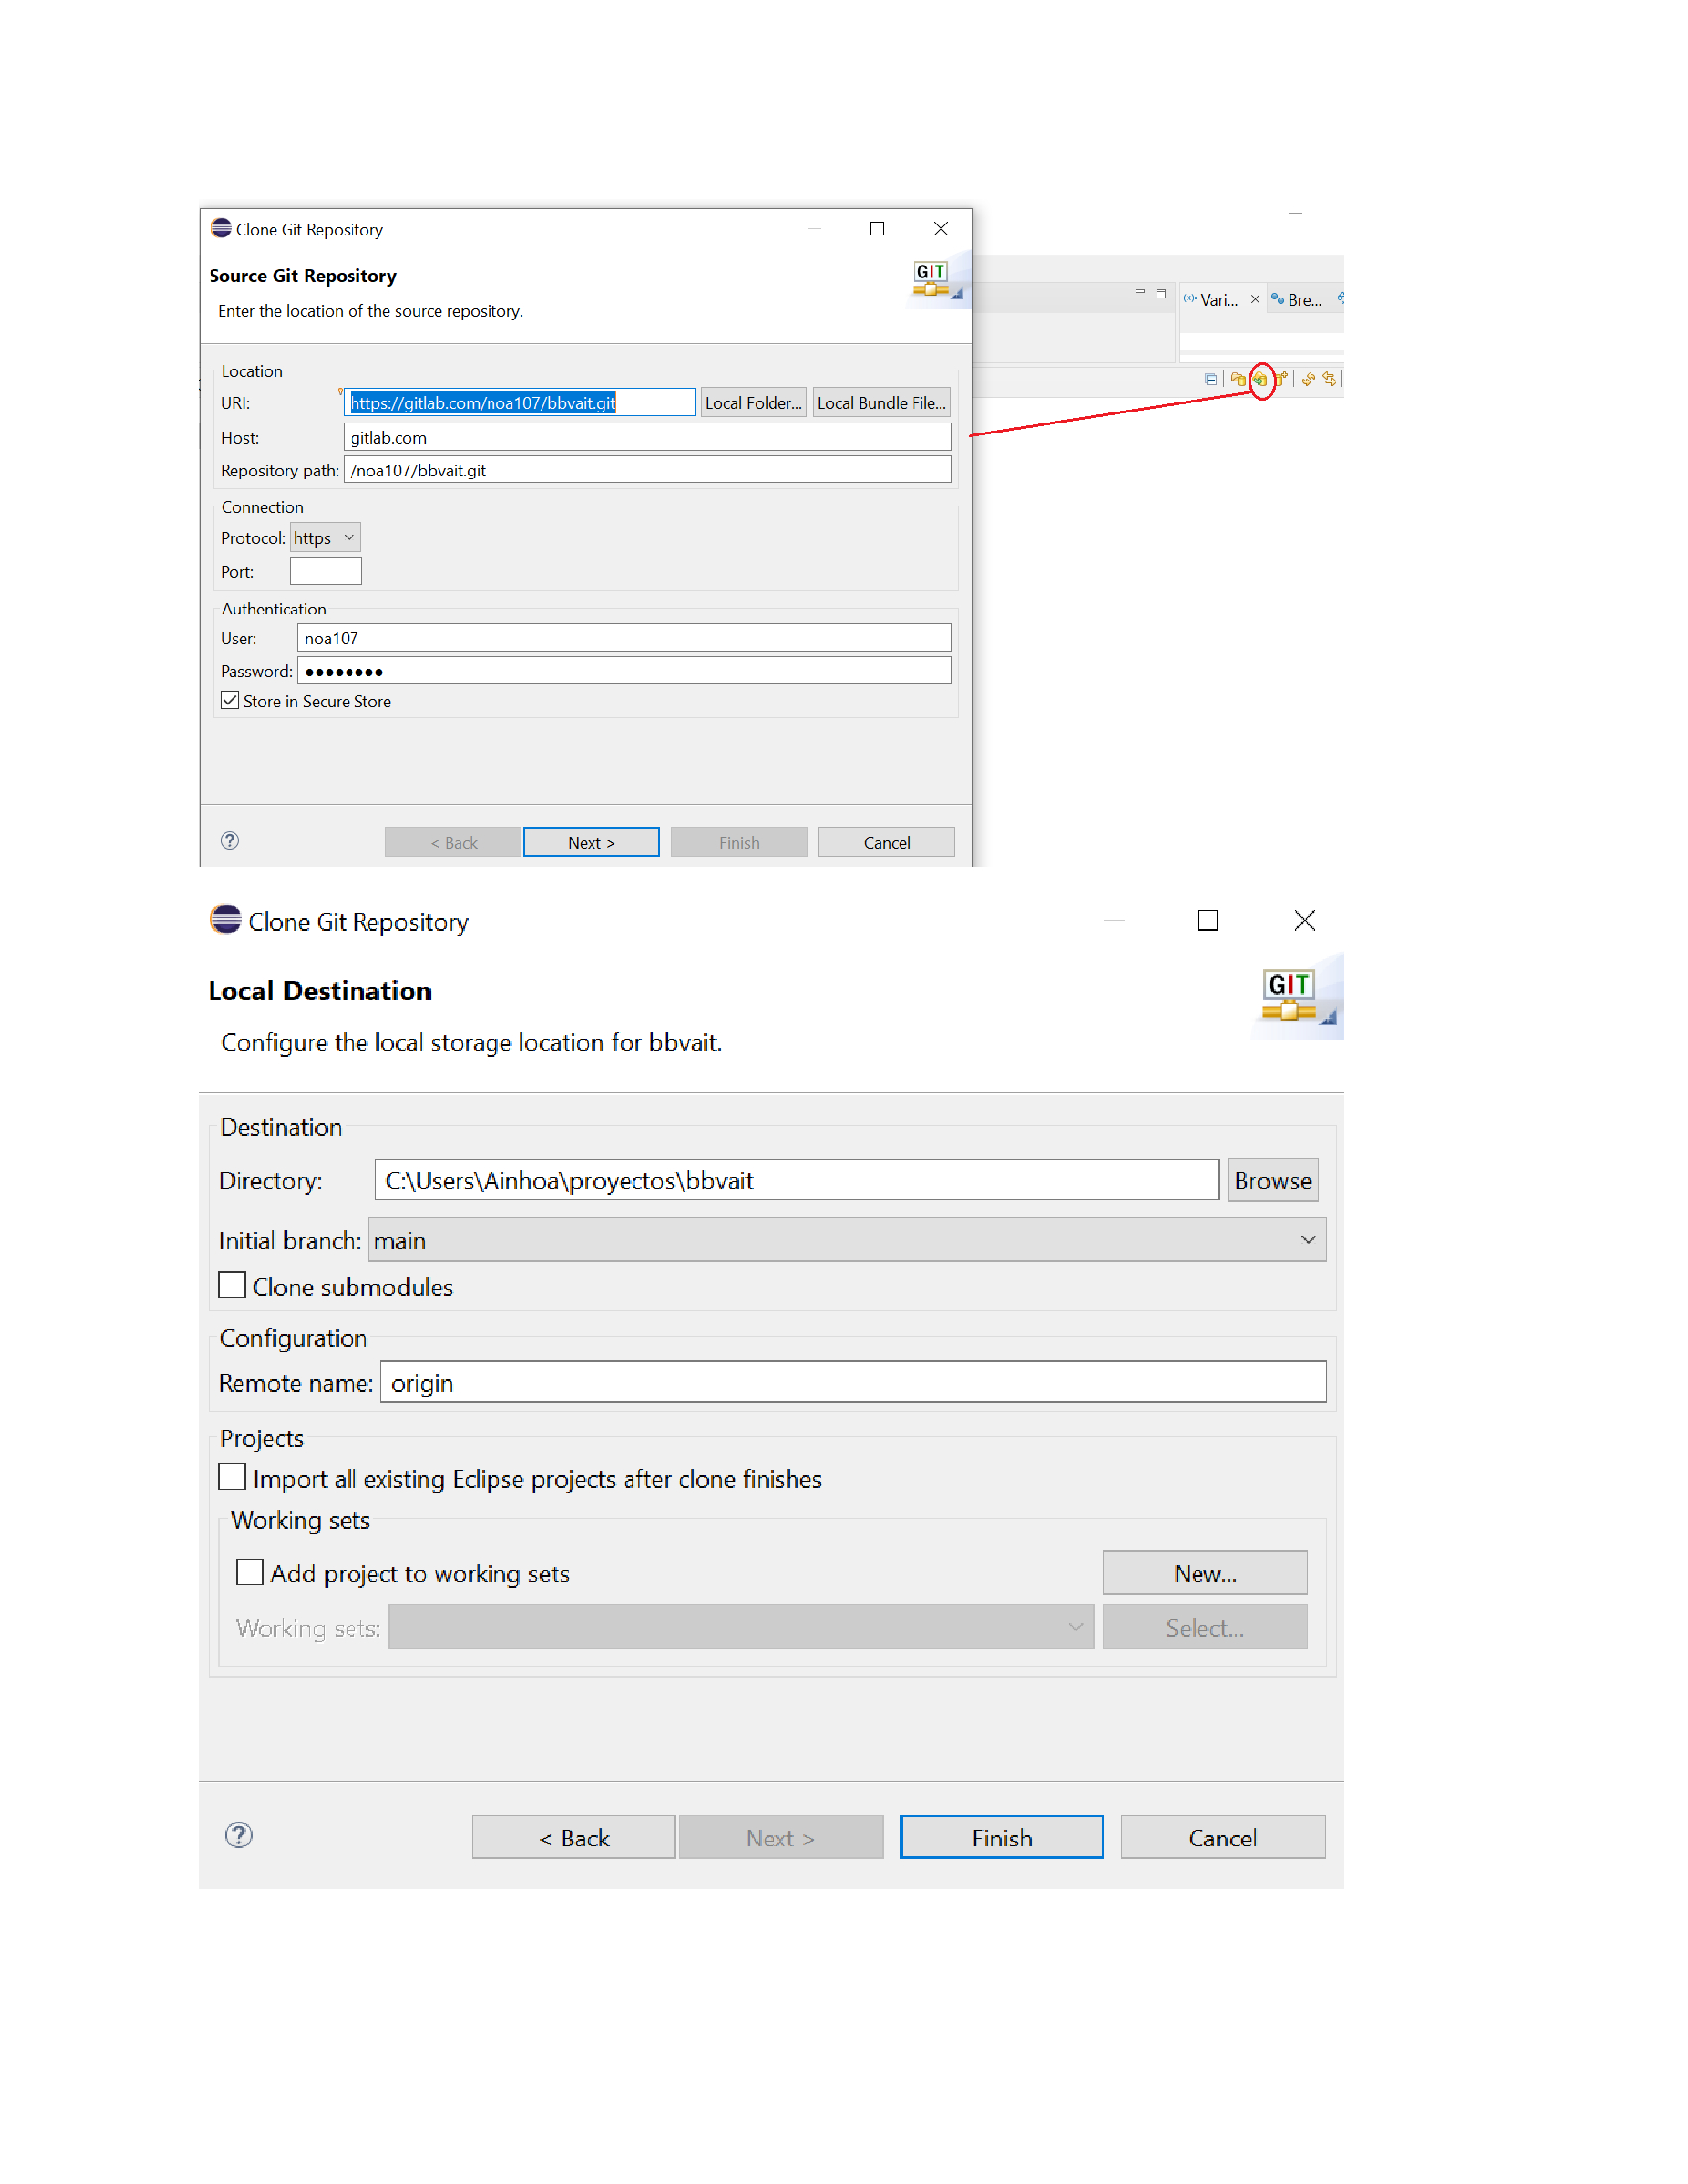 Clone Git Repository
Source Git Repository
GIT
Enter the location of the source repository.
(x)= Vari...
Bre...
Location
URI: https://gitlab.com/noa107/bbvait.git Local Folder... Local Bundle File...
Host: gitlab.com
Repository path: /noa107/bbvait.git
Connection
Protocol: https
Port:
Authentication
User: noa107
Password: ●●●●●●●●
Store in Secure Store
< Back Next > Finish Cancel
Clone Git Repository
Local Destination
GIT
Configure the local storage location for bbvait.
Destination
Directory: C:\Users\Ainhoa\proyectos\bbvait Browse
Initial branch: main
Clone submodules
Configuration
Remote name: origin
Projects
Import all existing Eclipse projects after clone finishes
Working sets
Add project to working sets New...
Working sets: Select...
< Back Next > Finish Cancel